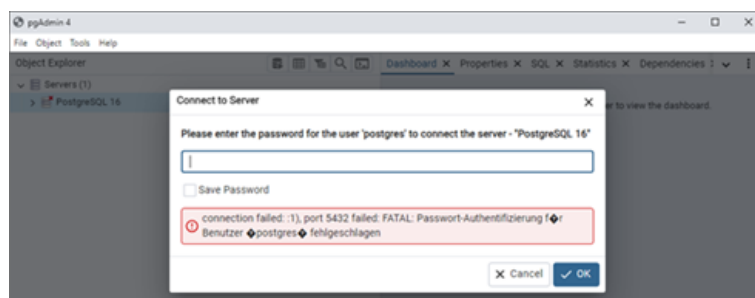 pgAdmin 4
File Object Tools Help
Object Explorer
Dashboard Properties SQL Statistics Dependencies
Servers (1)
PostgreSQL 16
er to view the dashboard.
Connect to Server
Please enter the password for the user 'postgres' to connect the server - "PostgreSQL 16"
Save Password
connection failed: :1), port 5432 failed: FATAL: Passwort-Authentifizierung f�r
Benutzer �postgres� fehlgeschlagen
Cancel OK